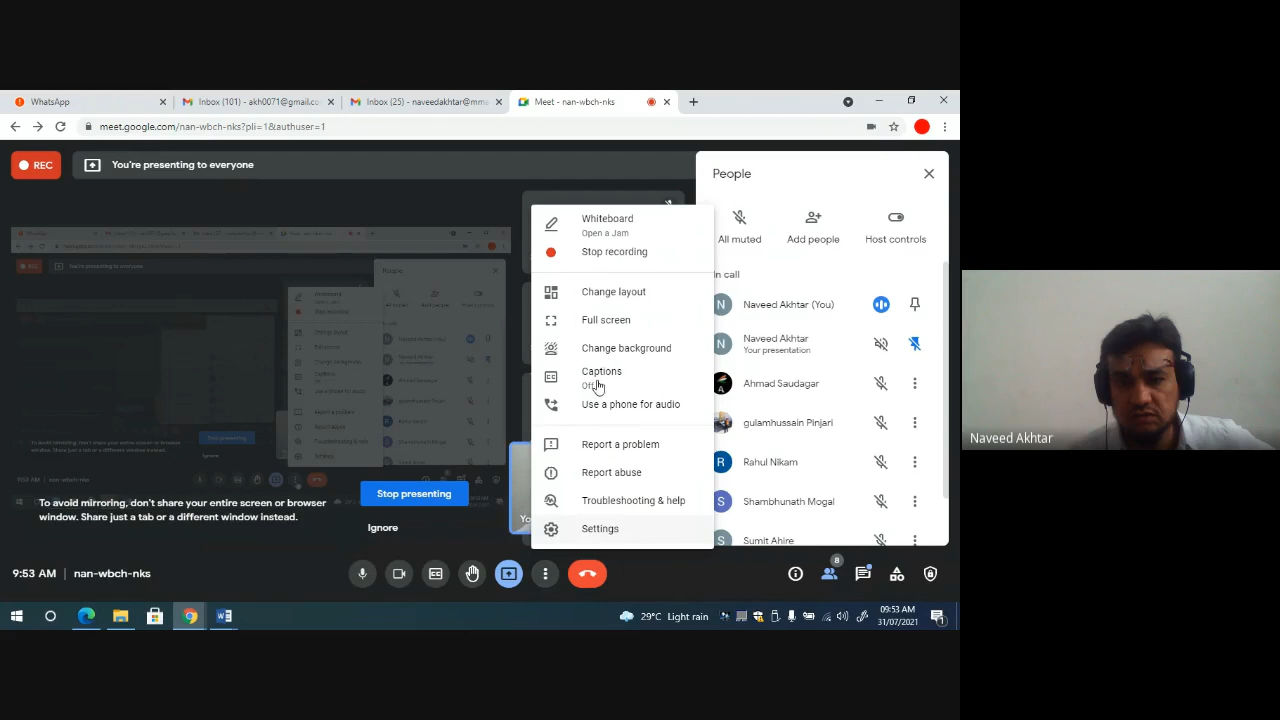 WhatsApp
Inbox (101) - akh0071@gmail.co
Inbox (25) - naveedakhtar@mm
Meet - nan-wbch-nks
meet.google.com/nan-wbch-nks?pli=1&authuser=1
REC
You're presenting to everyone
People
All muted
Add people
Host controls
In call
Naveed Akhtar (You)
Naveed Akhtar
Your presentation
Ahmad Saudagar
gulamhussain Pinjari
Rahul Nikam
Shambhunath Mogal
Sumit Ahire
Whiteboard
Open a Jam
Stop recording
Change layout
Full screen
Change background
Captions
Use a phone for audio
Report a problem
Report abuse
Troubleshooting & help
Settings
To avoid mirroring, don't share your entire screen or browser
window. Share just a tab or a different window instead.
Stop presenting
Ignore
9:53 AM | nan-wbch-nks
8
29°C Light rain
09:53 AM
31/07/2021
1
Naveed Akhtar